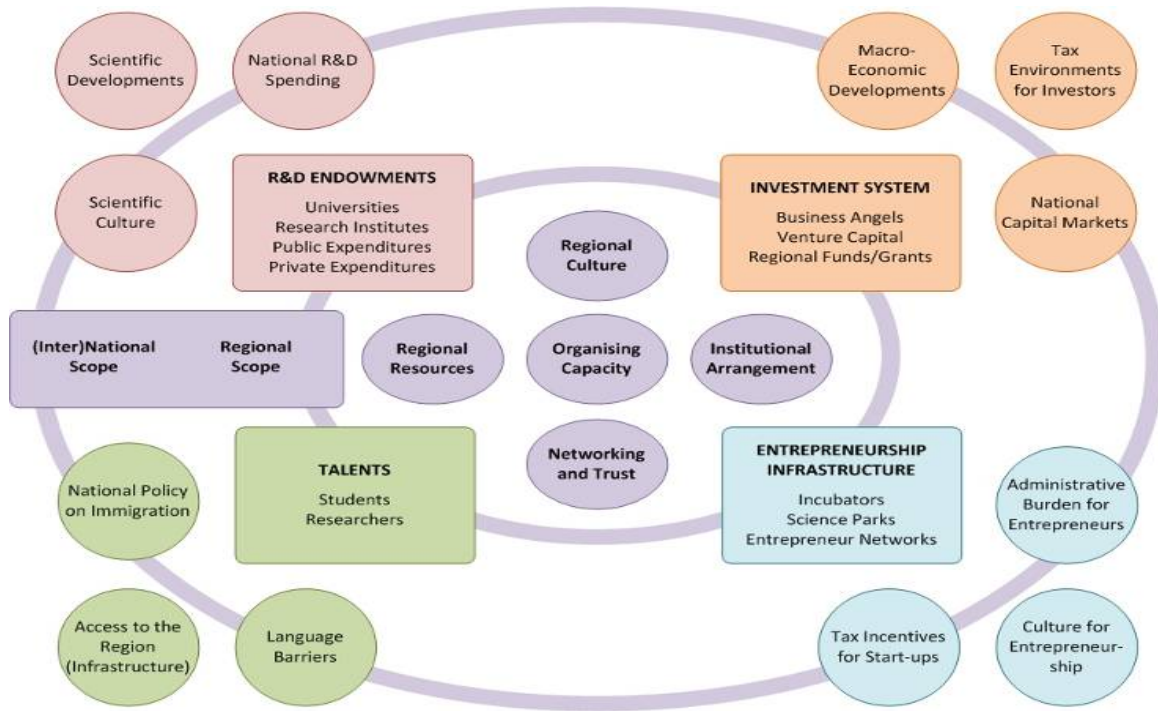 Scientific
Developments
National R&D
Spending
Macro-
Economic
Developments
Tax
Environments
for Investors
Scientific
Culture
R&D ENDOWMENTS
Universities
Research Institutes
Public Expenditures
Private Expenditures
Regional
Culture
INVESTMENT SYSTEM
Business Angels
Venture Capital
Regional Funds/Grants
National
Capital Markets
(Inter)National
Scope
Regional
Scope
Regional
Resources
Organising
Capacity
Institutional
Arrangement
National Policy
on Immigration
TALENTS
Students
Researchers
Networking
and Trust
ENTREPRENEURSHIP
INFRASTRUCTURE
Incubators
Science Parks
Entrepreneur Networks
Administrative
Burden for
Entrepreneurs
Access to the
Region
(Infrastructure)
Language
Barriers
Tax Incentives
for Start-ups
Culture for
Entrepreneur-
ship